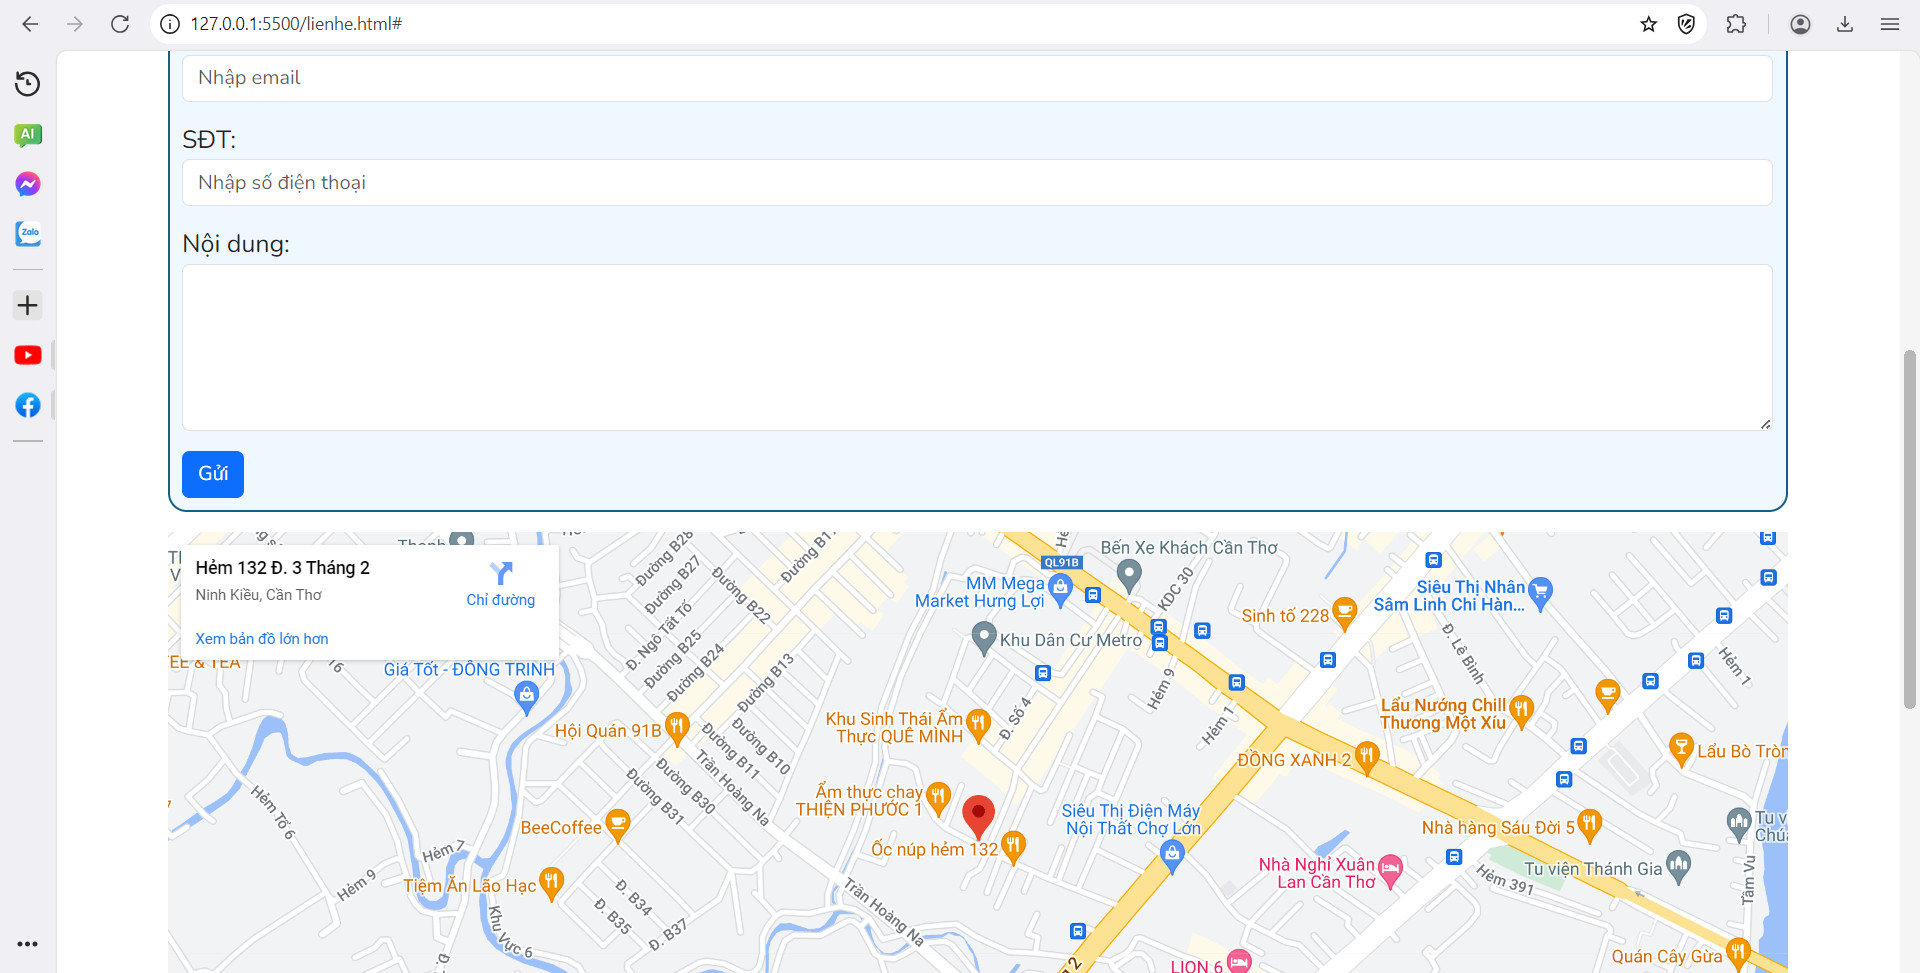 127.0.0.1:5500/lienhe.html#
AI
Zalo
Nhập email
SĐT:
Nhập số điện thoại
Nội dung:
Gửi
Hẻm 132 Đ. 3 Tháng 2
Ninh Kiều, Cần Thơ
Chỉ đường
Xem bản đồ lớn hơn
Thanh
EE & TEA
16
Giá Tốt - ĐÔNG TRINH
Đường B28
Đường B27
Đ. Ngô Tất Tố
Đường B25
Đường B24
Đường B22
Đường B13
Hội Quán 91B
Đường B11
Đường B10
Đường B30
Đường B31
Trần Hoàng Na
QL91B
Bến Xe Khách Cần Thơ
MM Mega
Market Hưng Lợi
KDC 30
Khu Dân Cư Metro
Sinh tố 228
Siêu Thị Nhân
Sâm Linh Chi Hàn...
Đ. Lê Bình
Hẻm 1
Hẻm 9
Hẻm 1
Đ. Số 4
Khu Sinh Thái Ẩm
Thực QUÊ MÌNH
Lẩu Nướng Chill
Thương Một Xíu
Lẩu Bò Tròn
ĐỒNG XANH 2
Ẩm thực chay
THIỆN PHƯỚC 1
Siêu Thị Điện Máy
Nội Thất Chợ Lớn
Ốc núp hẻm 132
Nhà hàng Sáu Đời 5
Nhà Nghỉ Xuân
Lan Cần Thơ
Tu viện Thánh Gia
Hẻm 391
Tầm Vu
Hẻm Tổ 6
Hẻm 7
Hẻm 9
BeeCoffee
Tiệm Ăn Lão Hạc
Đ. B34
Đ. B35
Đ. B37
Khu Vực 6
Trần Hoàng Na
LION 6
Quán Cây Gừa